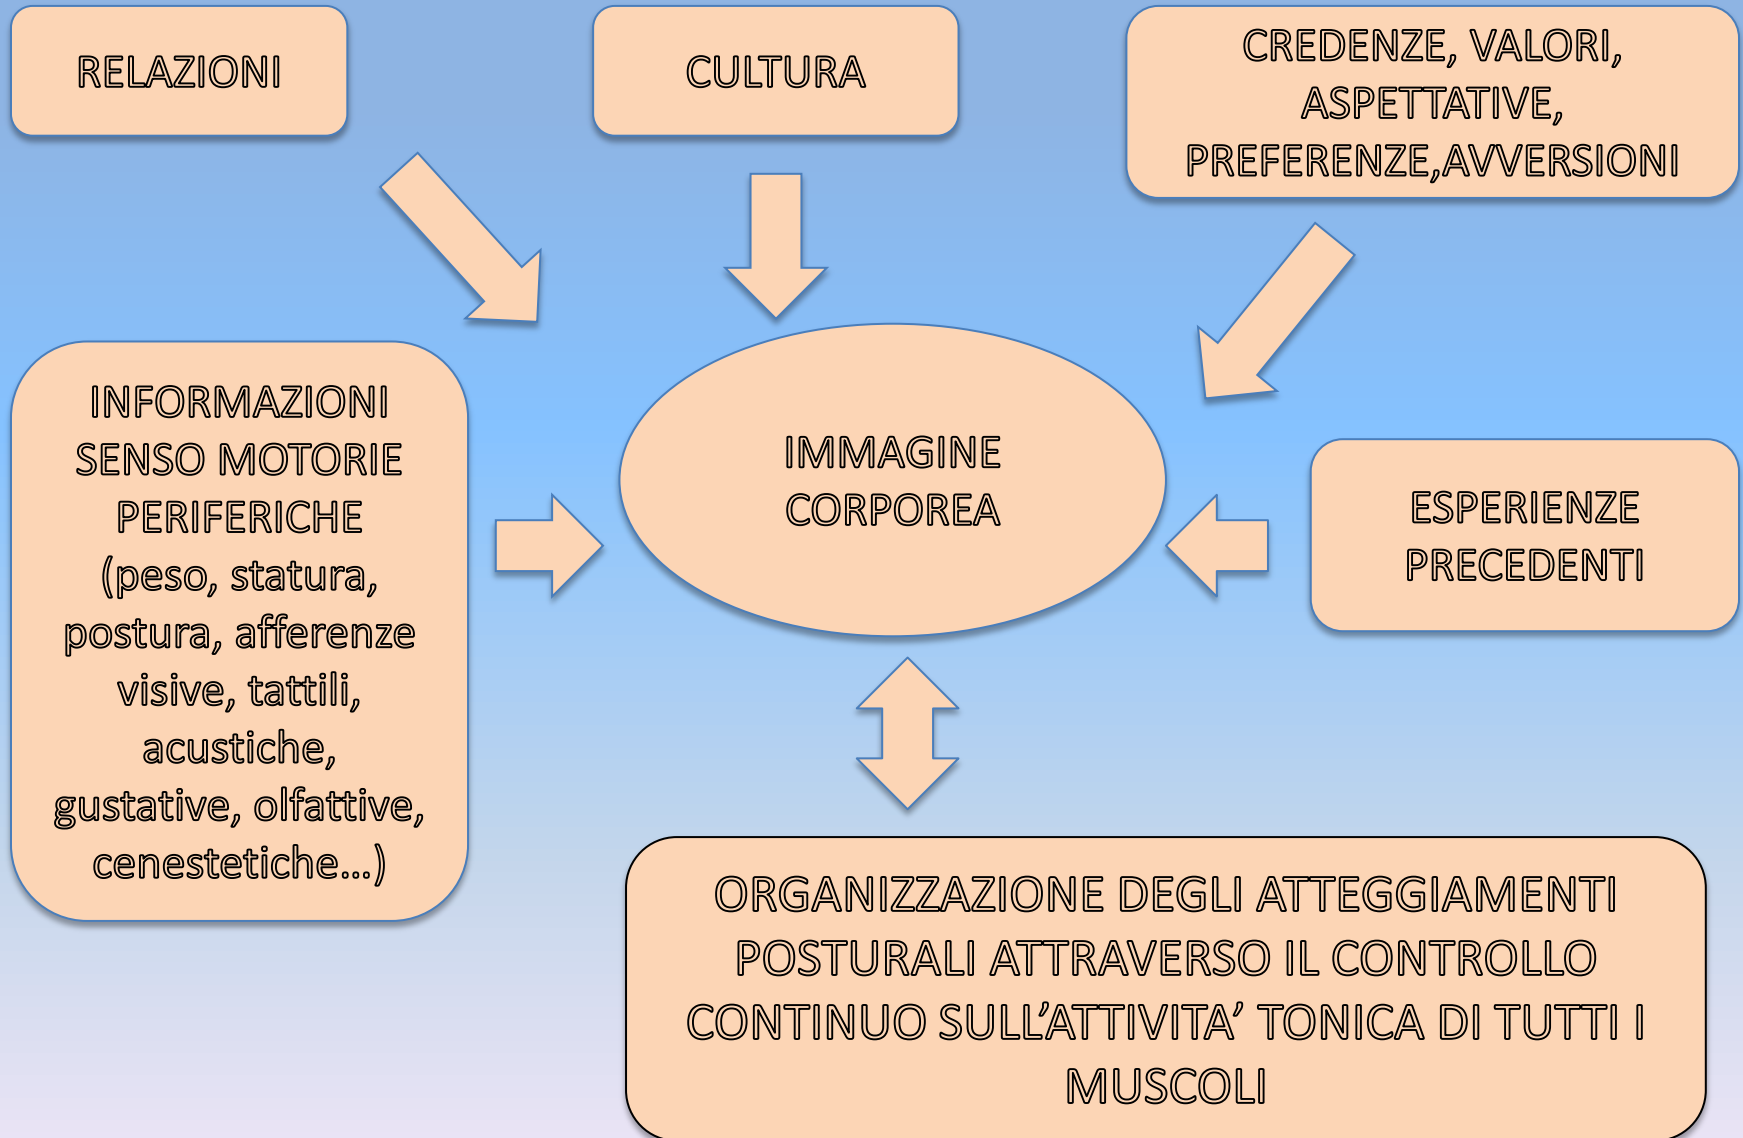 RELAZIONI
CULTURA
CREDENZE, VALORI,
ASPETTATIVE,
PREFERENZE,AVVERSIONI
INFORMAZIONI
SENSO MOTORIE
PERIFERICHE
(peso, statura,
postura, afferenze
visive, tattili,
acustiche,
gustative, olfattive,
cenestetiche…)
IMMAGINE
CORPOREA
ESPERIENZE
PRECEDENTI
ORGANIZZAZIONE DEGLI ATTEGGIAMENTI
POSTURALI ATTRAVERSO IL CONTROLLO
CONTINUO SULL’ATTIVITA’ TONICA DI TUTTI I
MUSCOLI